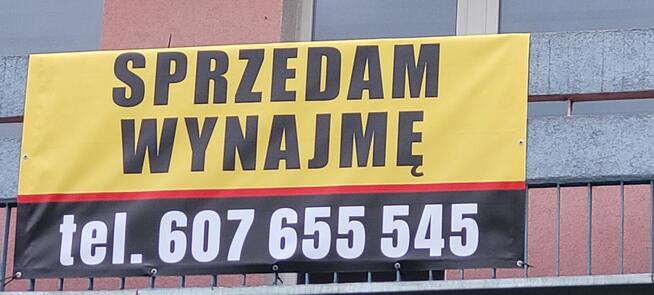 SPRZEDAM
WYNAJMĘ
tel. 607 655 545